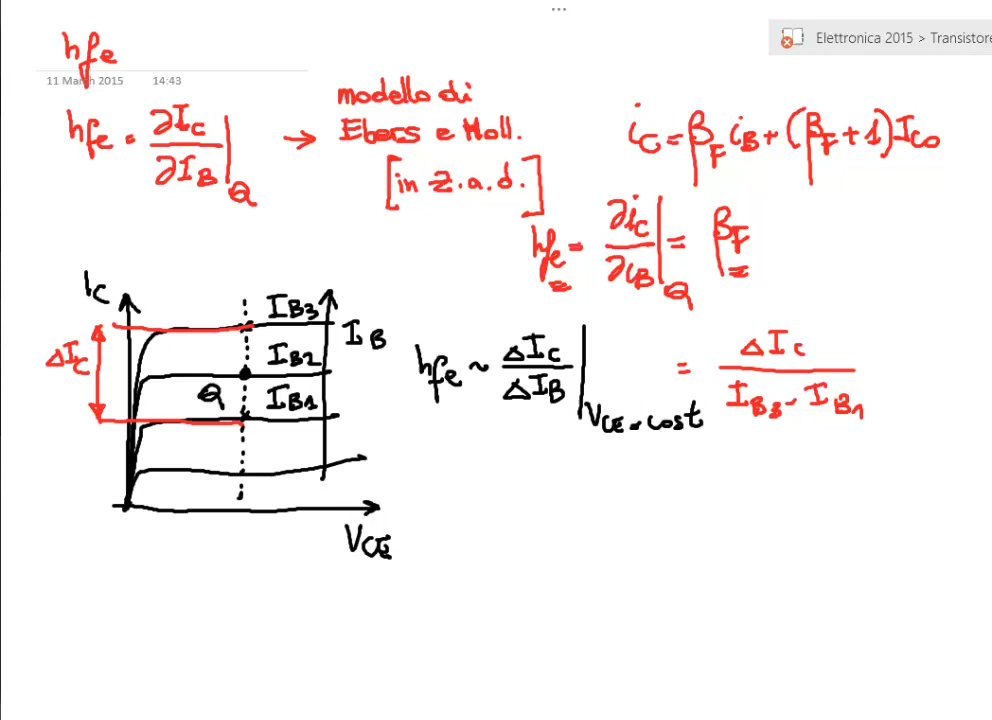 Elettronica 2015 > Transistore
hfe
11 March 2015 14:43
hfe = ∂IC/∂IB|Q → modello di
Ebers e Moll.
[in z.a.d.]
iC = βF iB + (βF + 1) ICO
hfe = ∂iC/∂iB|Q = βF
IC
ΔIC
IB3
IB
IB2
Q
IB1
VCE
hfe ~ ΔIC/ΔIB|VCE = cost = ΔIC/(IB3 - IB1)